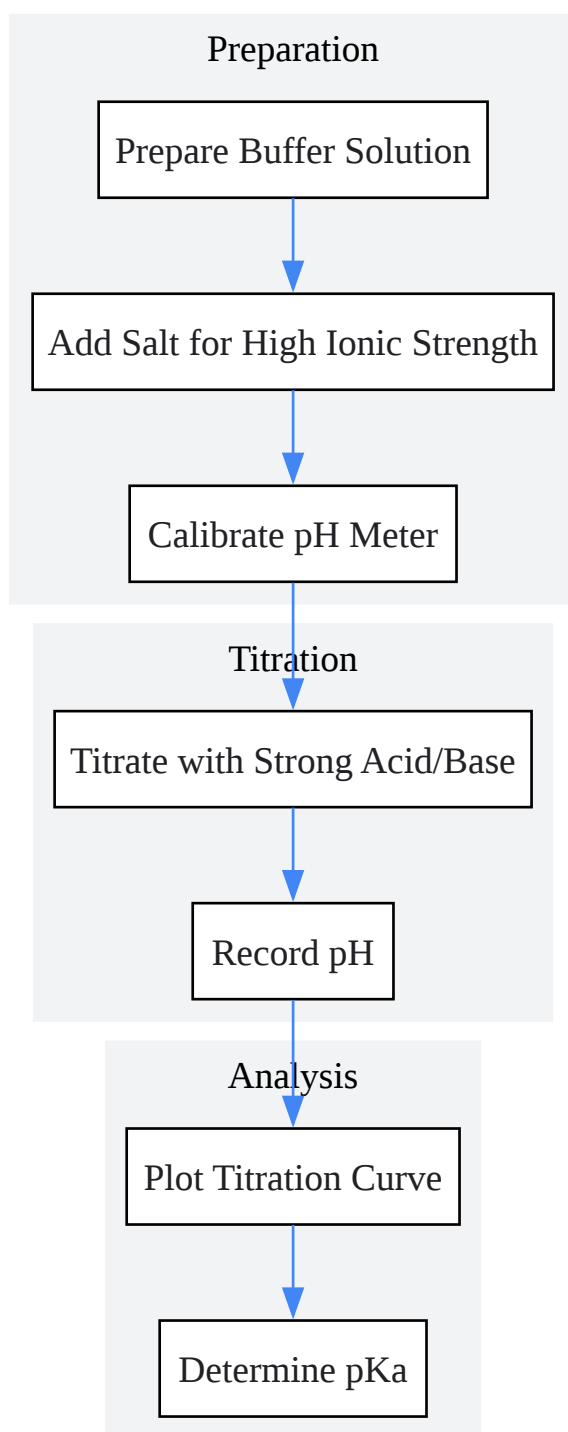 Preparation
Prepare Buffer Solution
Add Salt for High Ionic Strength
Calibrate pH Meter
Titration
Titrate with Strong Acid/Base
Record pH
Analysis
Plot Titration Curve
Determine pKa